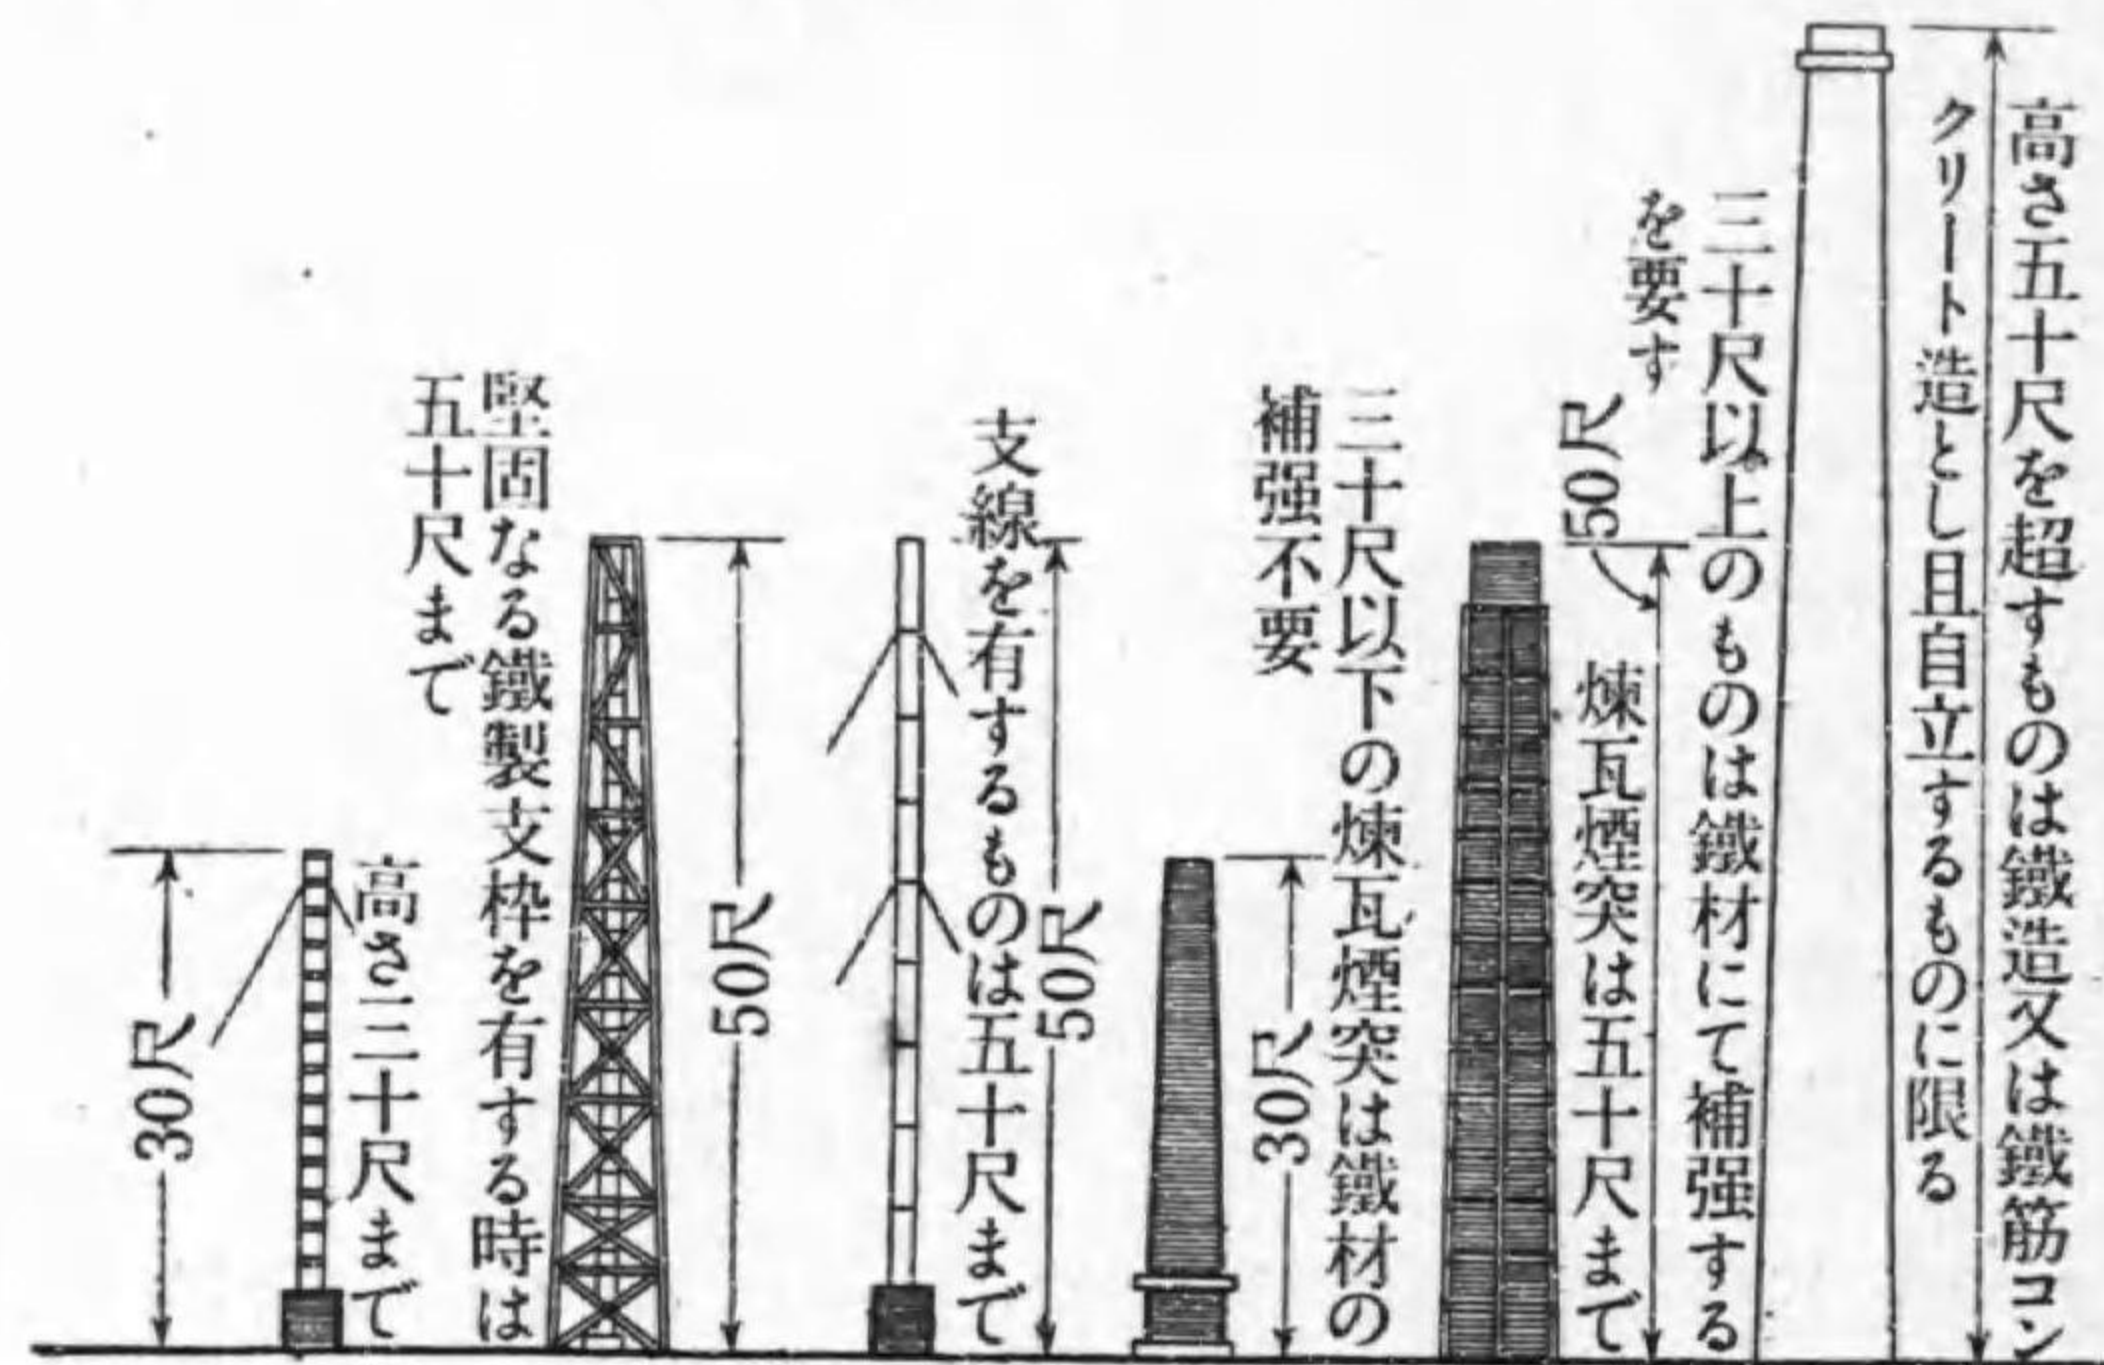 高さ五十尺を超すものは鐵造又は鐵筋コン
クリート造とし且自立するものに限る
三十尺以上のものは鐵材にて補强する
を要す
50尺
煉瓦煙突は五十尺まで
三十尺以下の煉瓦煙突は鐵材の
補强不要
30尺
支線を有するものは五十尺まで
50尺
50尺
堅固なる鐵製支枠を有する時は
五十尺まで
高さ三十尺まで
30尺